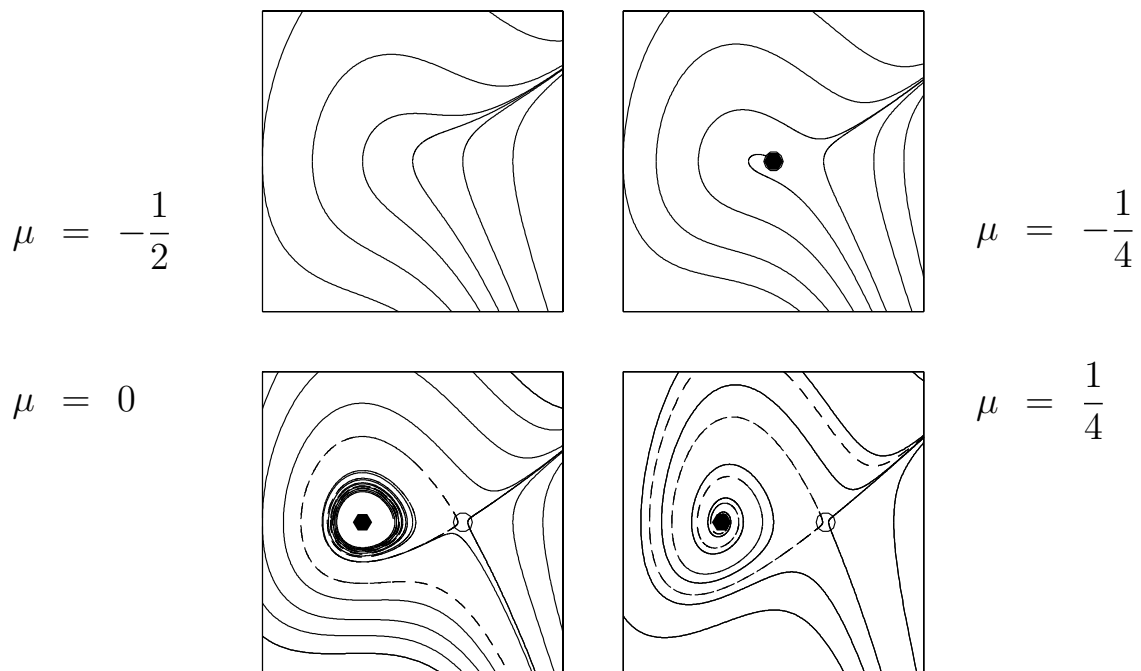 μ = −1/2
μ = −1/4
μ = 0
μ = 1/4